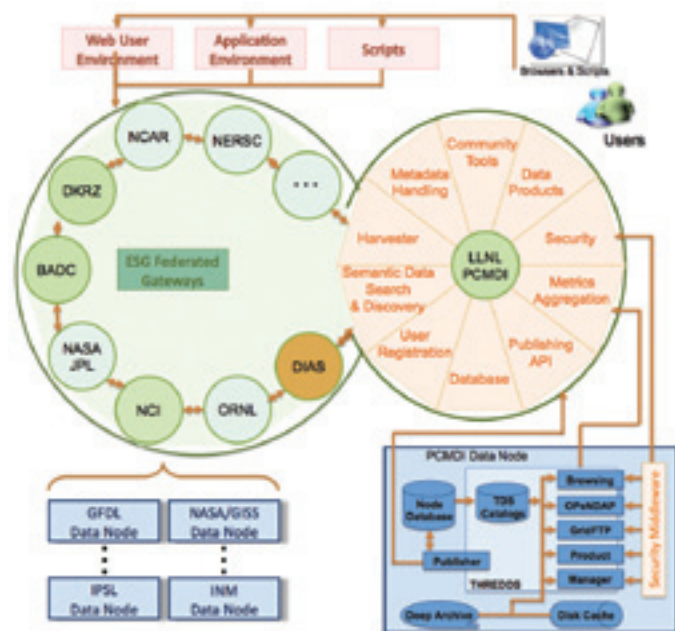 Web User
Environment
Application
Environment
Scripts
Browsers & Scripts
Users
NCAR
NERSC
...
DKRZ
BADC
NASA
JPL
NCI
ORNL
DIAS
ESG Federated
Gateways
LLNL
PCMDI
Community
Tools
Data
Products
Security
Metrics
Aggregation
Publishing
API
Database
User
Registration
Semantic Data
Search
& Discovery
Harvester
Metadata
Handling
GFDL
Data Node
NASA/GISS
Data Node
IPSL
Data Node
INM
Data Node
PCMDI Data Node
Node
Database
TDS
Catalogs
Publisher
THREDDS
Browsing
OPeNDAP
GridFTP
Product
Manager
Security Middleware
Deep Archive
Disk Cache